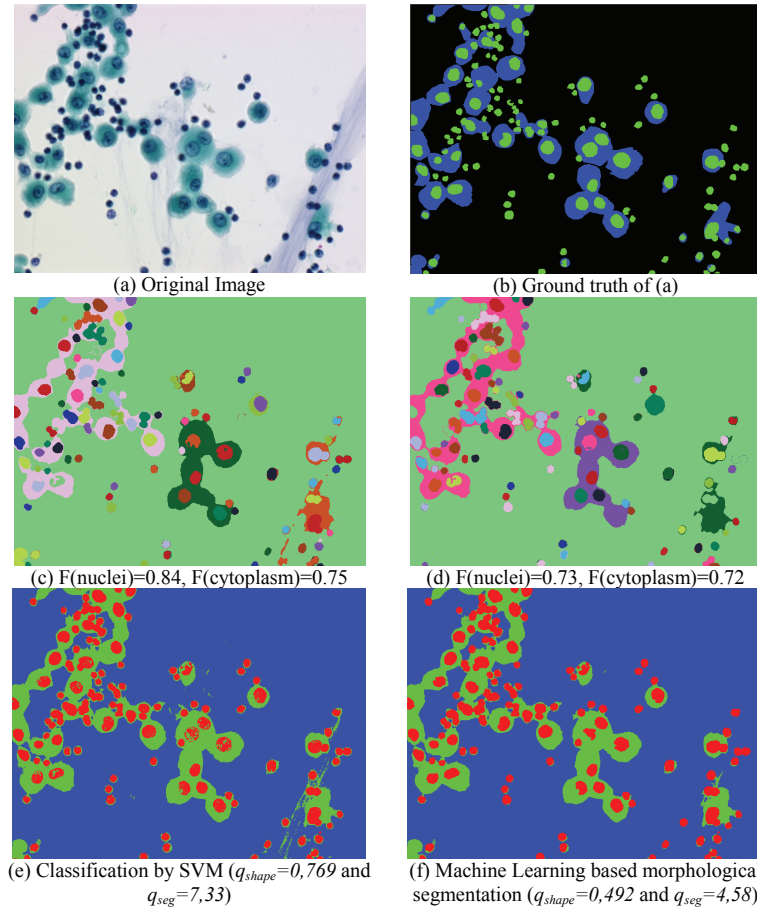 (a) Original Image
(b) Ground truth of (a)
(c) F(nuclei)=0.84, F(cytoplasm)=0.75
(d) F(nuclei)=0.73, F(cytoplasm)=0.72
(e) Classification by SVM (qshape=0,769 and
qseg=7,33)
(f) Machine Learning based morphological
segmentation (qshape=0,492 and qseg=4,58)